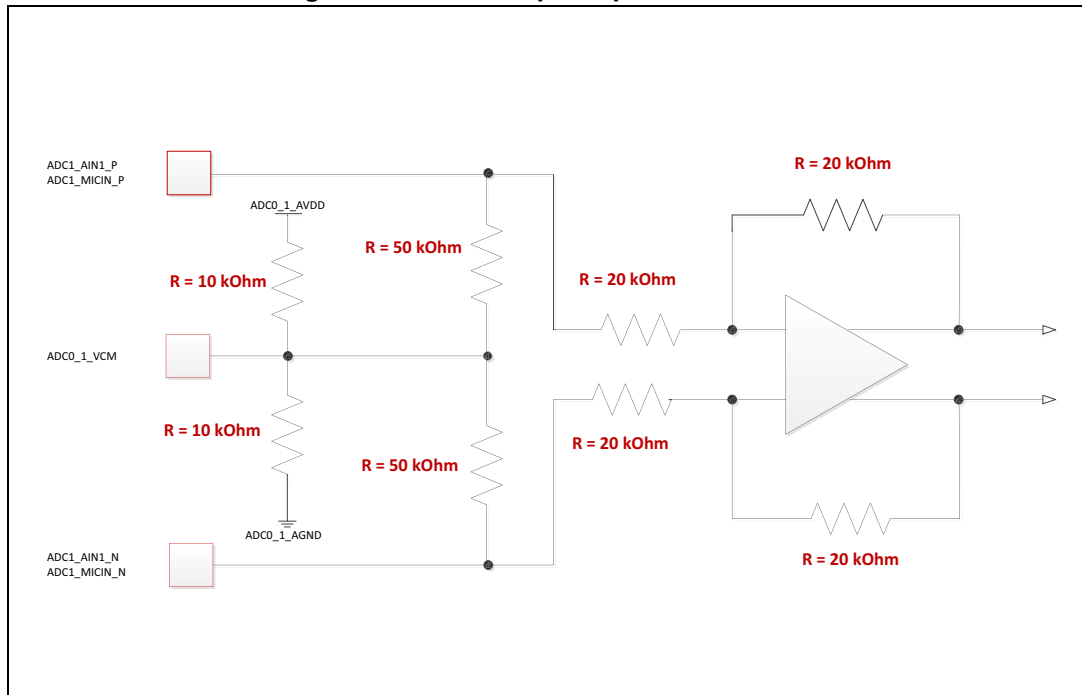 ADC1_AIN1_P
ADC1_MICIN_P
R = 20 kOhm
ADC0_1_AVDD
R = 50 kOhm
R = 10 kOhm
R = 20 kOhm
ADC0_1_VCM
R = 10 kOhm
R = 20 kOhm
R = 50 kOhm
ADC0_1_AGND
ADC1_AIN1_N
ADC1_MICIN_N
R = 20 kOhm